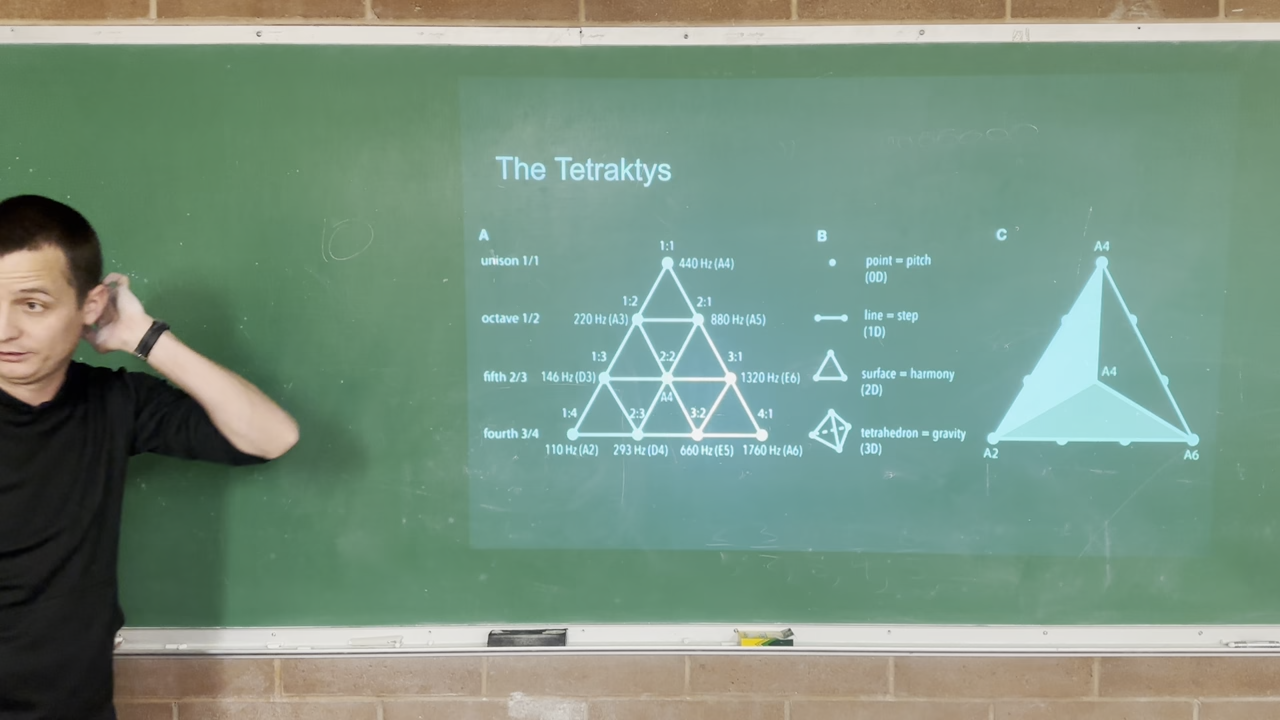 The Tetraktys
A
unison 1/1
octave 1/2
fifth 2/3
fourth 3/4
1:1
440 Hz (A4)
1:2 2:1
220 Hz (A3) 880 Hz (A5)
1:3 2:2 3:1
146 Hz (D3) A4 1320 Hz (E6)
1:4 2:3 3:2 4:1
110 Hz (A2) 293 Hz (D4) 660 Hz (E5) 1760 Hz (A6)
B
point = pitch
(0D)
line = step
(1D)
surface = harmony
(2D)
tetrahedron = gravity
(3D)
C
A4
A4
A2 A6